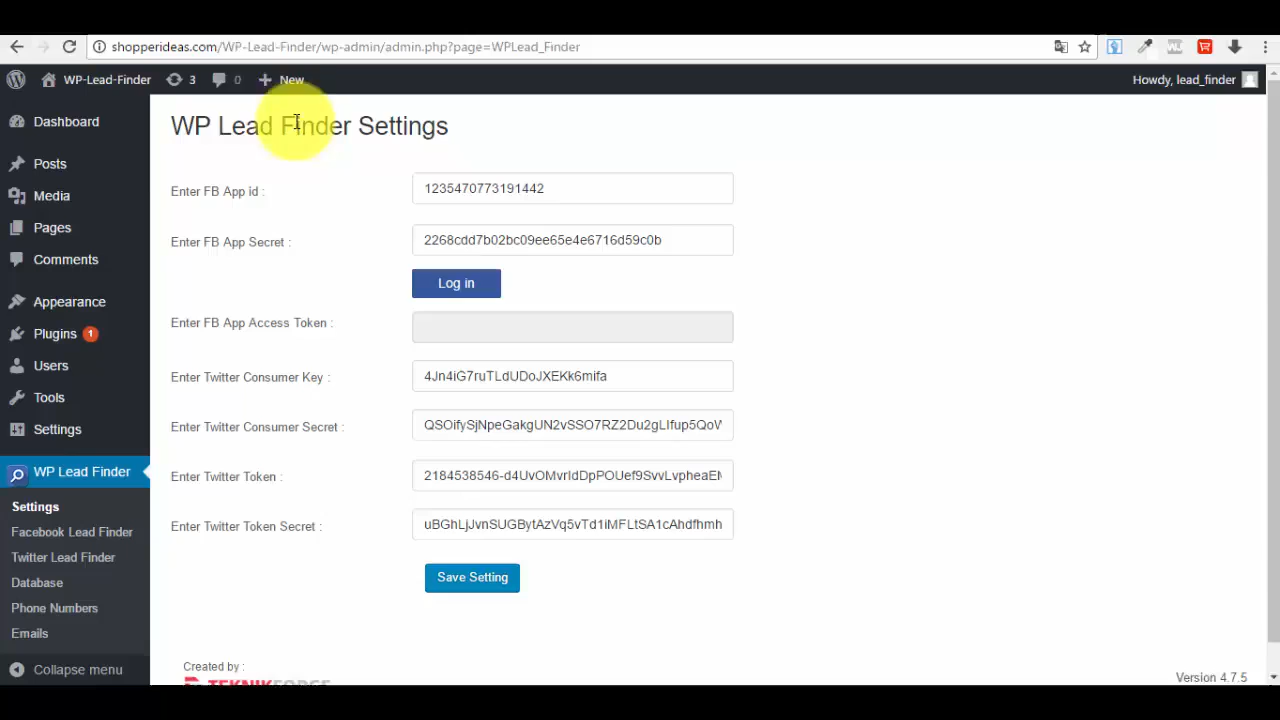 shopperideas.com/WP-Lead-Finder/wp-admin/admin.php?page=WPLead_Finder
WP-Lead-Finder 3 0 New Howdy, lead_finder
Dashboard
Posts
Media
Pages
Comments
Appearance
Plugins 1
Users
Tools
Settings
WP Lead Finder
Settings
Facebook Lead Finder
Twitter Lead Finder
Database
Phone Numbers
Emails
Collapse menu
WP Lead Finder Settings
Enter FB App id : 1235470773191442
Enter FB App Secret : 2268cdd7b02bc09ee65e4e6716d59c0b
Log in
Enter FB App Access Token :
Enter Twitter Consumer Key : 4Jn4iG7ruTLdUDoJXEKk6mifa
Enter Twitter Consumer Secret :
Enter Twitter Token :
Enter Twitter Token Secret :
Save Setting
Created by :
TEKNIKFORCE
Version 4.7.5